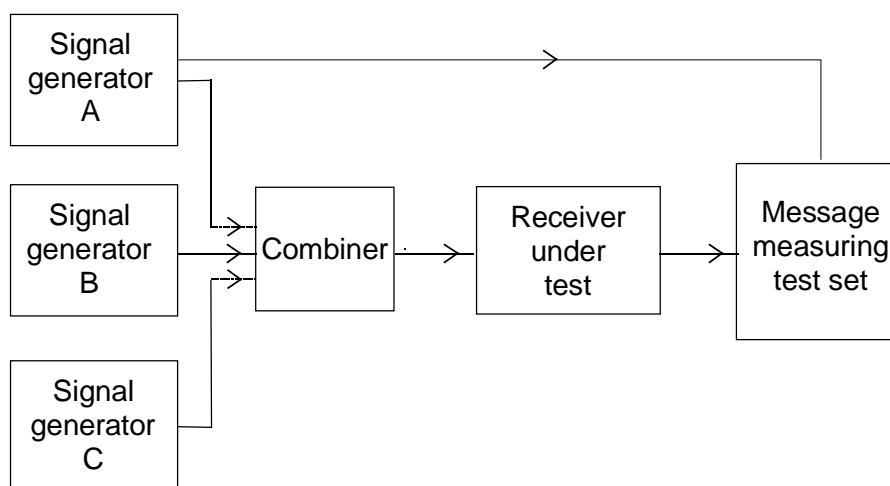 Signal
generator
A
Signal
generator
B
Signal
generator
C
Combiner
Receiver
under
test
Message
measuring
test set